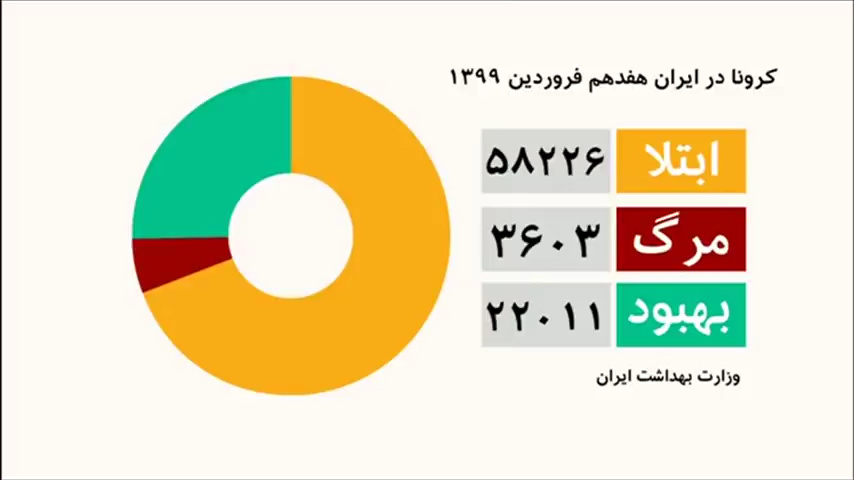 کرونا در ایران هفدهم فروردین ۱۳۹۹
ابتلا ۵۸۲۲۶
مرگ ۳۶۰۳
بهبود ۲۲۰۱۱
وزارت بهداشت ایران